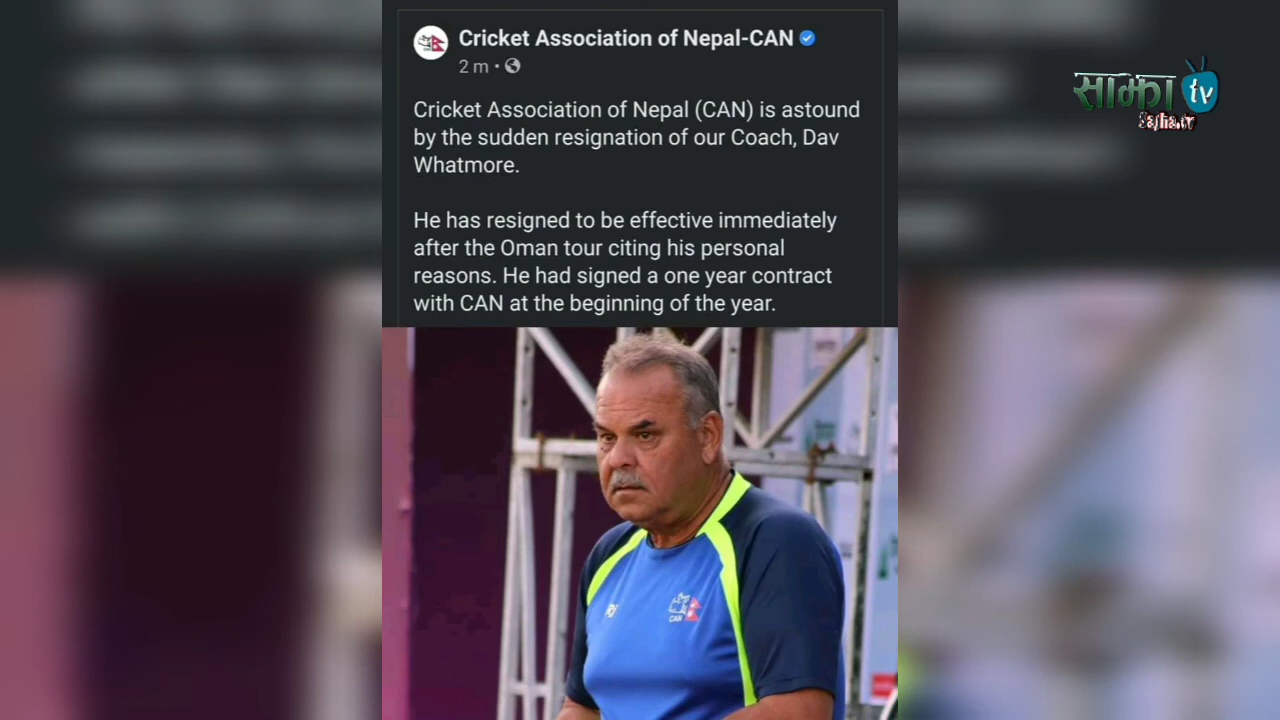 Cricket Association of Nepal-CAN
2 m
साझा tv
Cricket Association of Nepal (CAN) is astound
by the sudden resignation of our Coach, Dav
Whatmore.
He has resigned to be effective immediately
after the Oman tour citing his personal
reasons. He had signed a one year contract
with CAN at the beginning of the year.
CAN